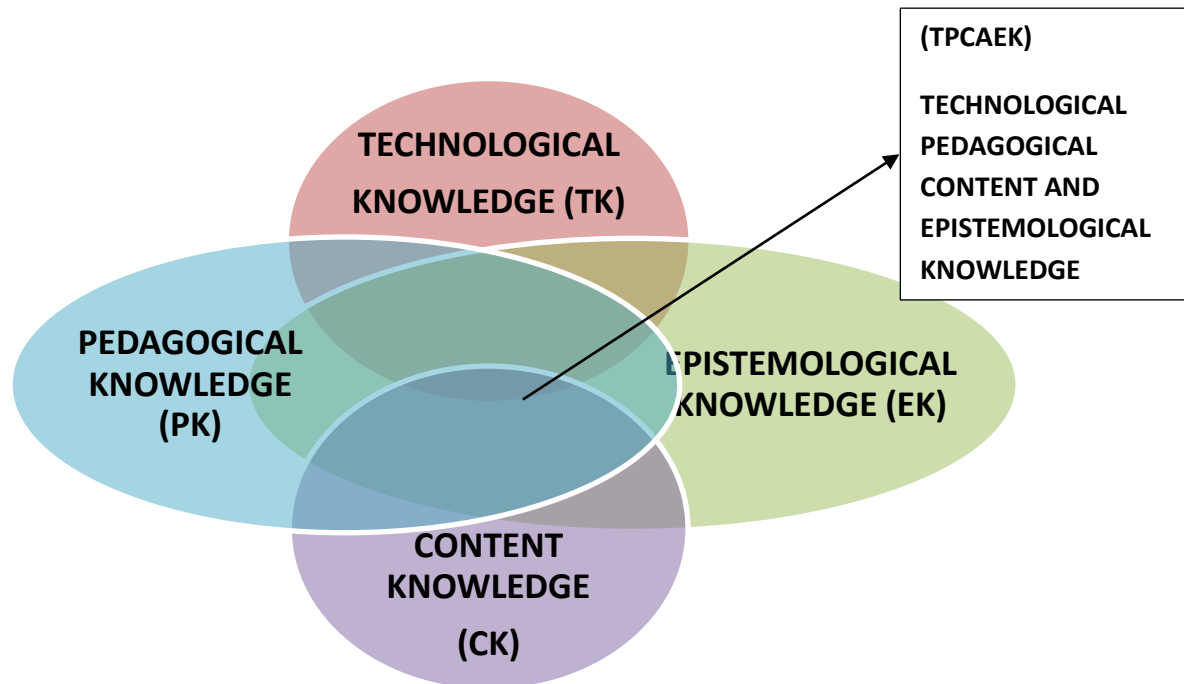 (TPCAEK)
TECHNOLOGICAL
PEDAGOGICAL
CONTENT AND
EPISTEMOLOGICAL
KNOWLEDGE
TECHNOLOGICAL
KNOWLEDGE (TK)
PEDAGOGICAL
KNOWLEDGE
(PK)
EPISTEMOLOGICAL
KNOWLEDGE (EK)
CONTENT
KNOWLEDGE
(CK)